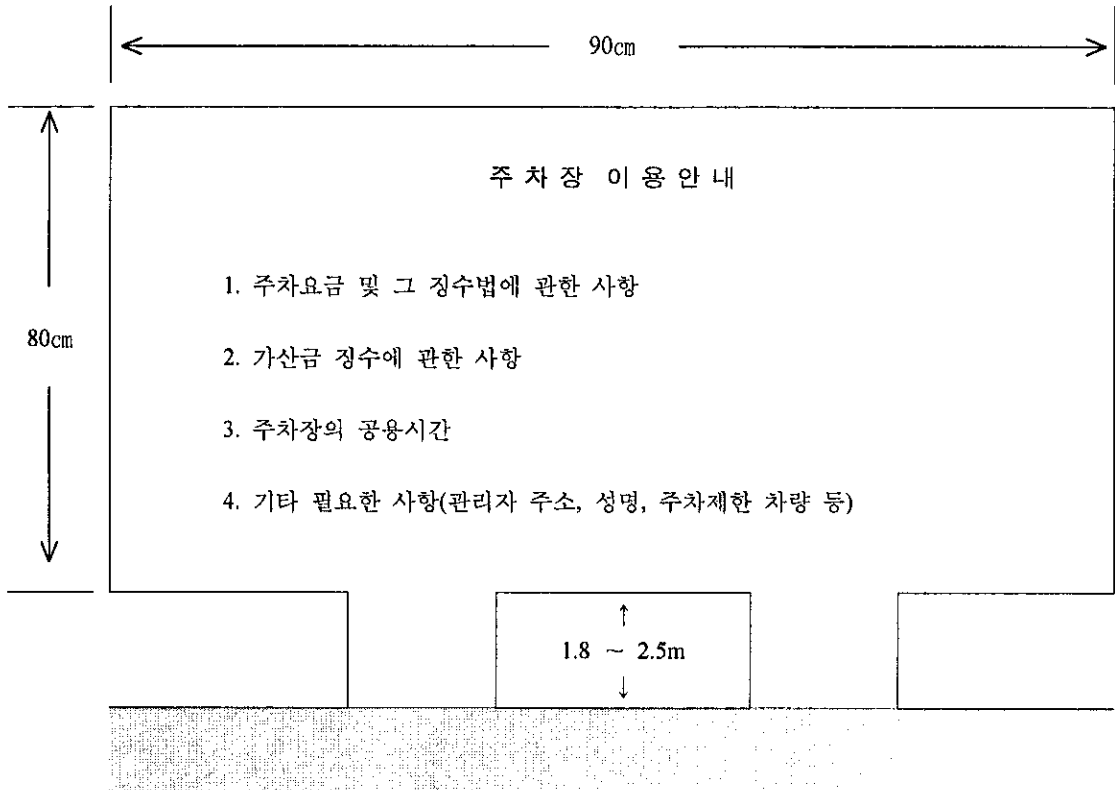 90cm
주 차 장 이 용 안 내
1. 주차요금 및 그 징수법에 관한 사항
80cm
2. 가산금 징수에 관한 사항
3. 주차장의 공용시간
4. 기타 필요한 사항(관리자 주소, 성명, 주차제한 차량 등)
1.8 ~ 2.5m